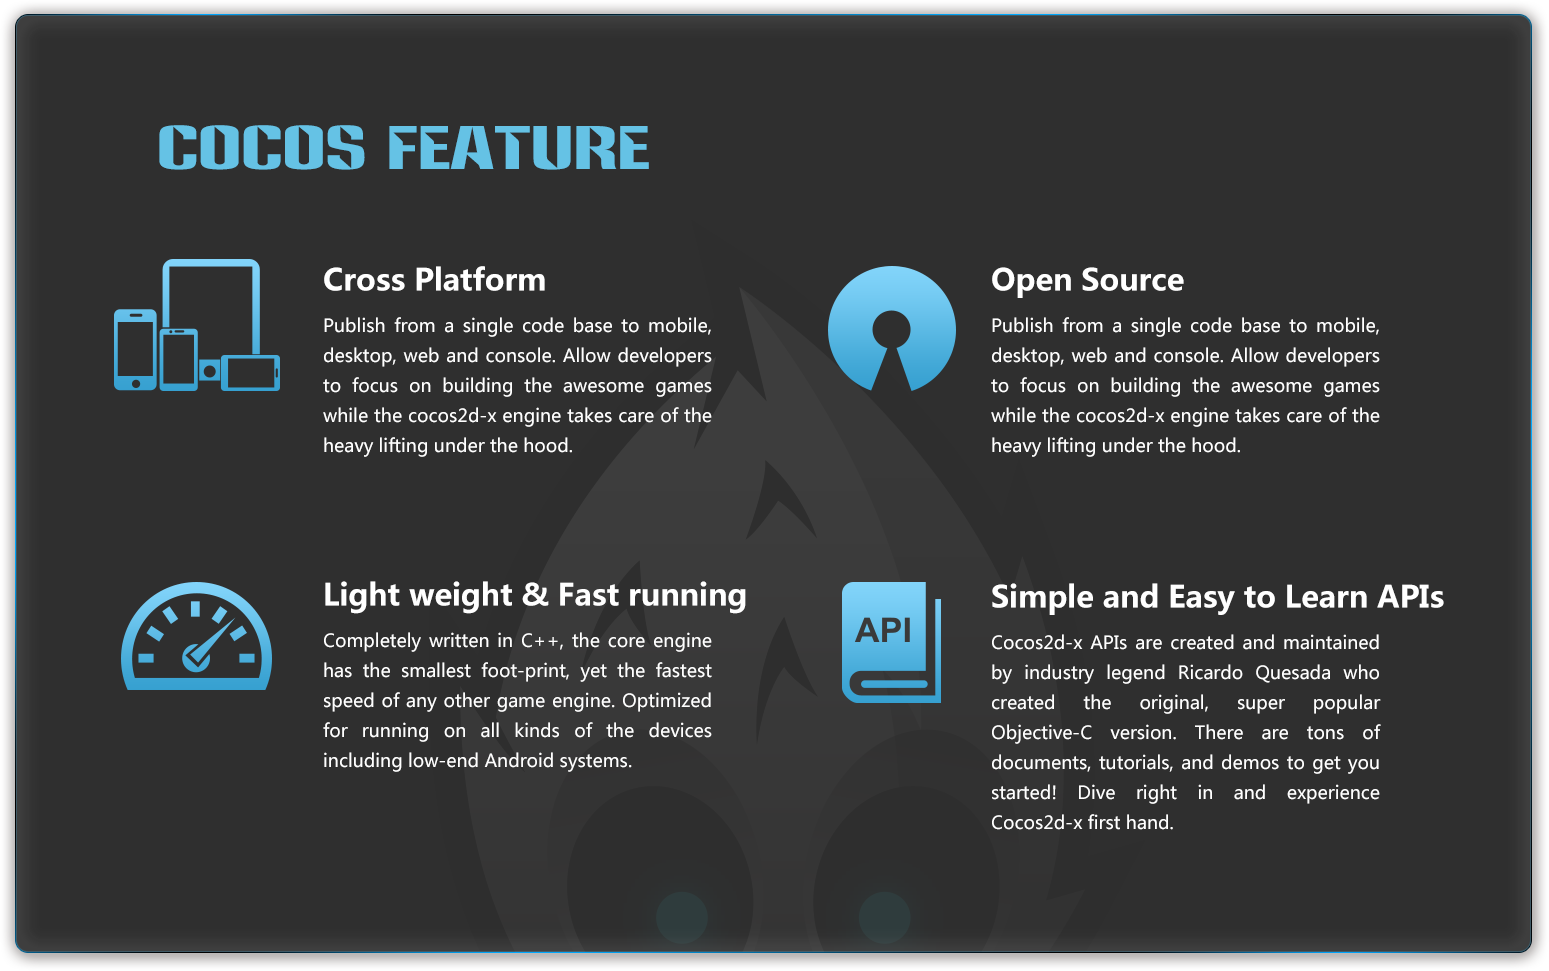 COCOS FEATURE
Cross Platform
Publish from a single code base to mobile,
desktop, web and console. Allow developers
to focus on building the awesome games
while the cocos2d-x engine takes care of the
heavy lifting under the hood.
Open Source
Publish from a single code base to mobile,
desktop, web and console. Allow developers
to focus on building the awesome games
while the cocos2d-x engine takes care of the
heavy lifting under the hood.
Light weight & Fast running
Completely written in C++, the core engine
has the smallest foot-print, yet the fastest
speed of any other game engine. Optimized
for running on all kinds of the devices
including low-end Android systems.
API
Simple and Easy to Learn APIs
Cocos2d-x APIs are created and maintained
by industry legend Ricardo Quesada who
created the original, super popular
Objective-C version. There are tons of
documents, tutorials, and demos to get you
started! Dive right in and experience
Cocos2d-x first hand.